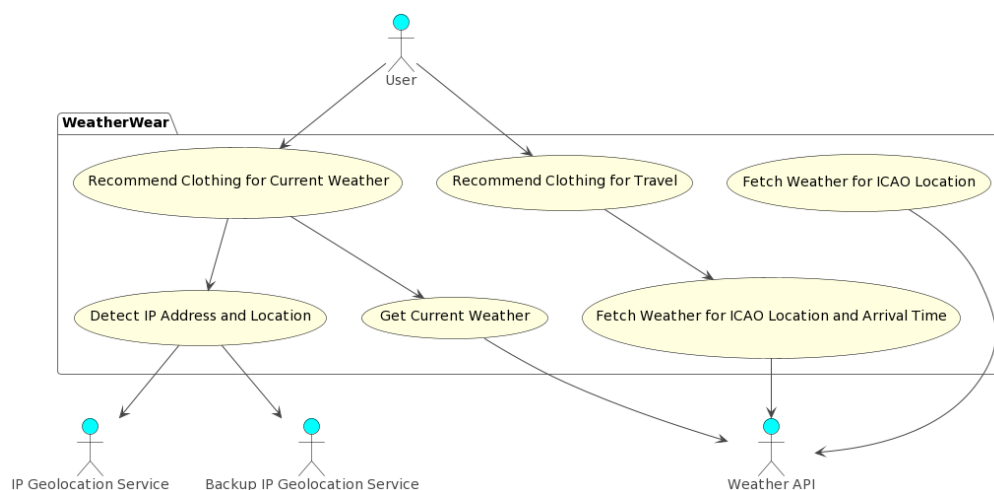 User
WeatherWear
Recommend Clothing for Current Weather
Recommend Clothing for Travel
Fetch Weather for ICAO Location
Detect IP Address and Location
Get Current Weather
Fetch Weather for ICAO Location and Arrival Time
IP Geolocation Service
Backup IP Geolocation Service
Weather API